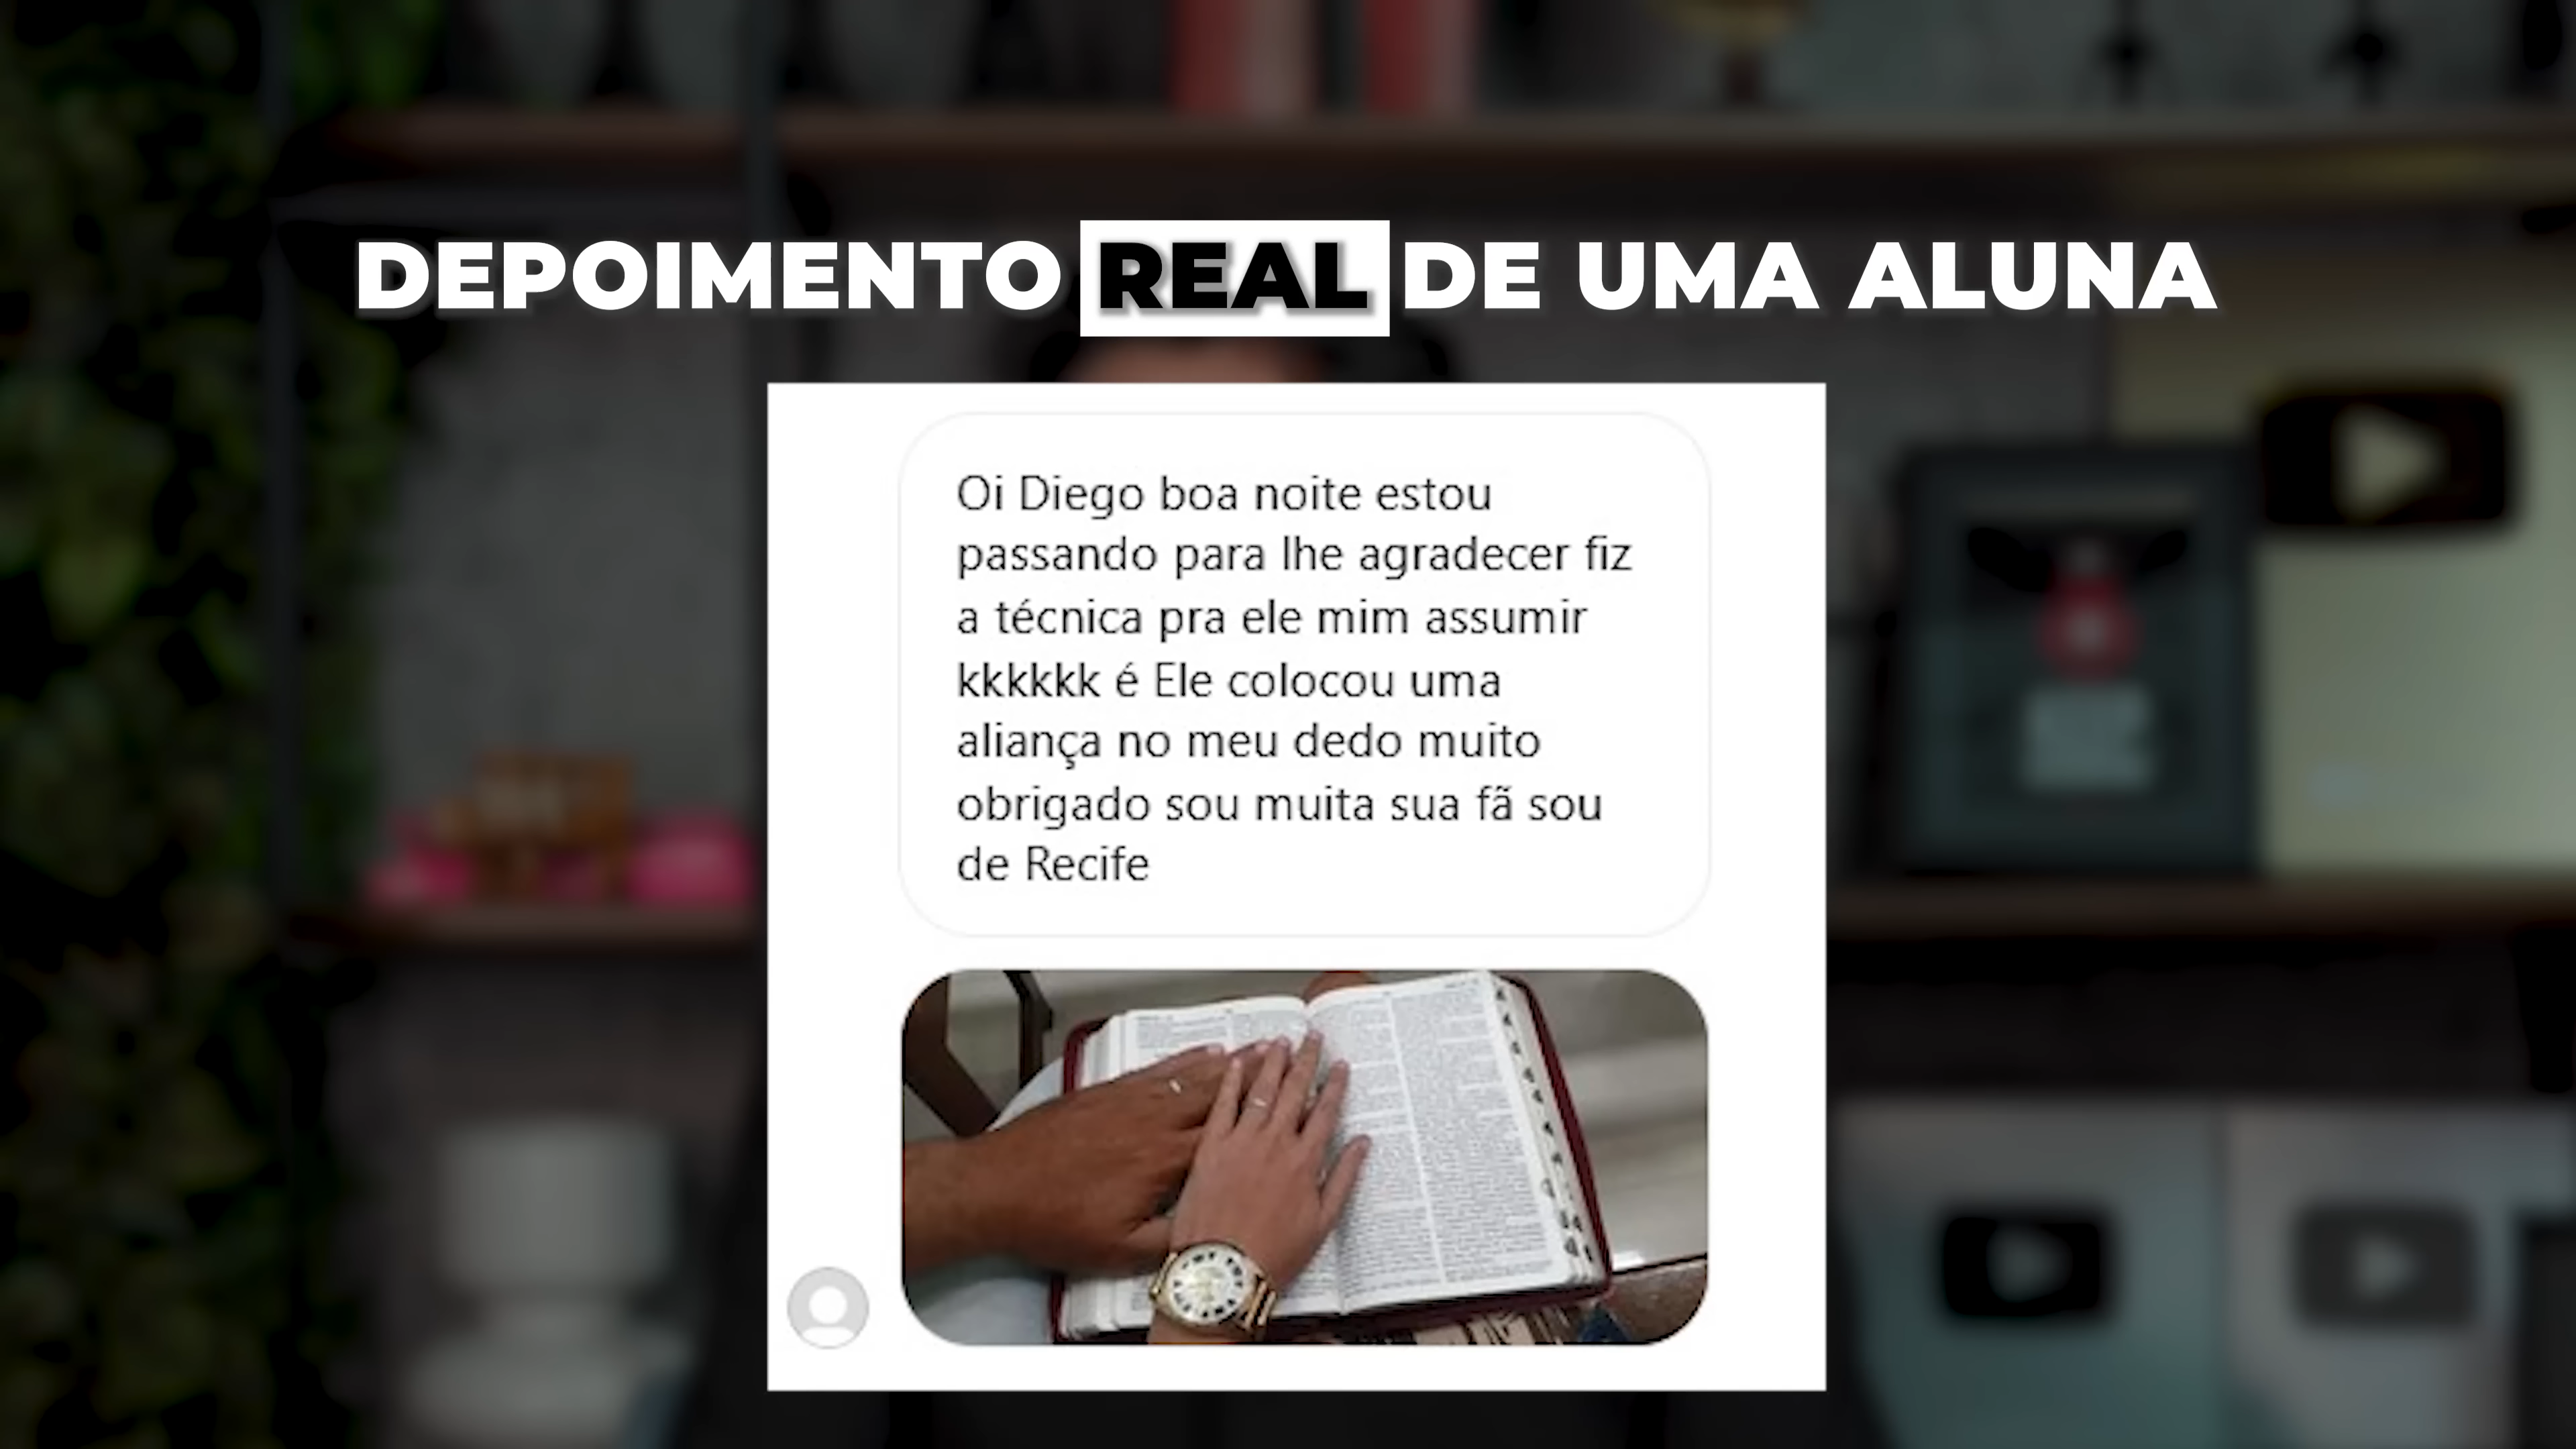 DEPOIMENTO REAL DE UMA ALUNA
Oi Diego boa noite estou
passando para lhe agradecer fiz
a técnica pra ele mim assumir
kkkkkk é Ele colocou uma
aliança no meu dedo muito
obrigado sou muita sua fã sou
de Recife